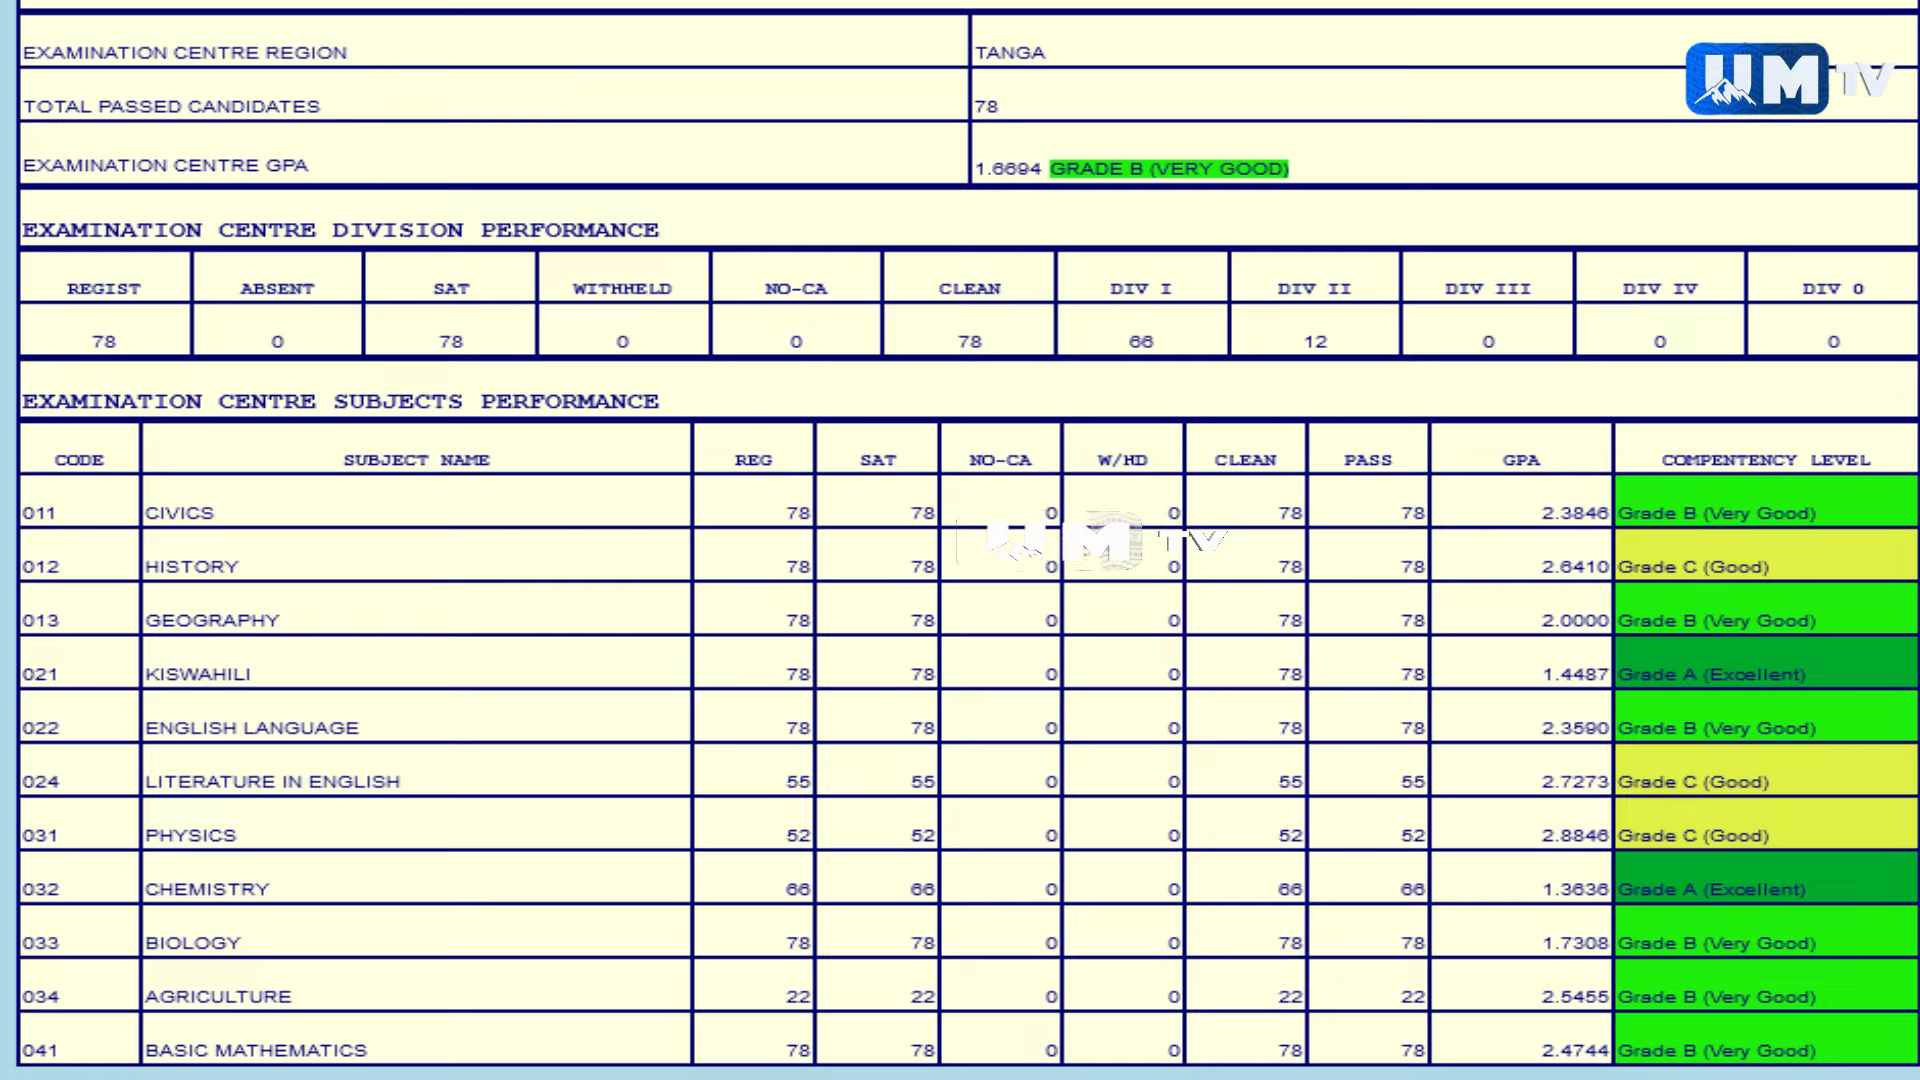 EXAMINATION CENTRE REGION TANGA
UM TV
TOTAL PASSED CANDIDATES 78
EXAMINATION CENTRE GPA 1.6694 GRADE B (VERY GOOD)
EXAMINATION CENTRE DIVISION PERFORMANCE
REGIST ABSENT SAT WITHHELD NO-CA CLEAN DIV I DIV II DIV III DIV IV DIV 0
78 0 78 0 0 78 66 12 0 0 0
EXAMINATION CENTRE SUBJECTS PERFORMANCE
CODE SUBJECT NAME REG SAT NO-CA W/HD CLEAN PASS GPA COMPENTENCY LEVEL
011 CIVICS 78 78 0 0 78 78 2.3846 Grade B (Very Good)
UM TV
012 HISTORY 78 78 0 0 78 78 2.6410 Grade C (Good)
013 GEOGRAPHY 78 78 0 0 78 78 2.0000 Grade B (Very Good)
021 KISWAHILI 78 78 0 0 78 78 1.4487 Grade A (Excellent)
022 ENGLISH LANGUAGE 78 78 0 0 78 78 2.3590 Grade B (Very Good)
024 LITERATURE IN ENGLISH 55 55 0 0 55 55 2.7273 Grade C (Good)
031 PHYSICS 52 52 0 0 52 52 2.8846 Grade C (Good)
032 CHEMISTRY 66 66 0 0 66 66 1.3636 Grade A (Excellent)
033 BIOLOGY 78 78 0 0 78 78 1.7308 Grade B (Very Good)
034 AGRICULTURE 22 22 0 0 22 22 2.5455 Grade B (Very Good)
041 BASIC MATHEMATICS 78 78 0 0 78 78 2.4744 Grade B (Very Good)